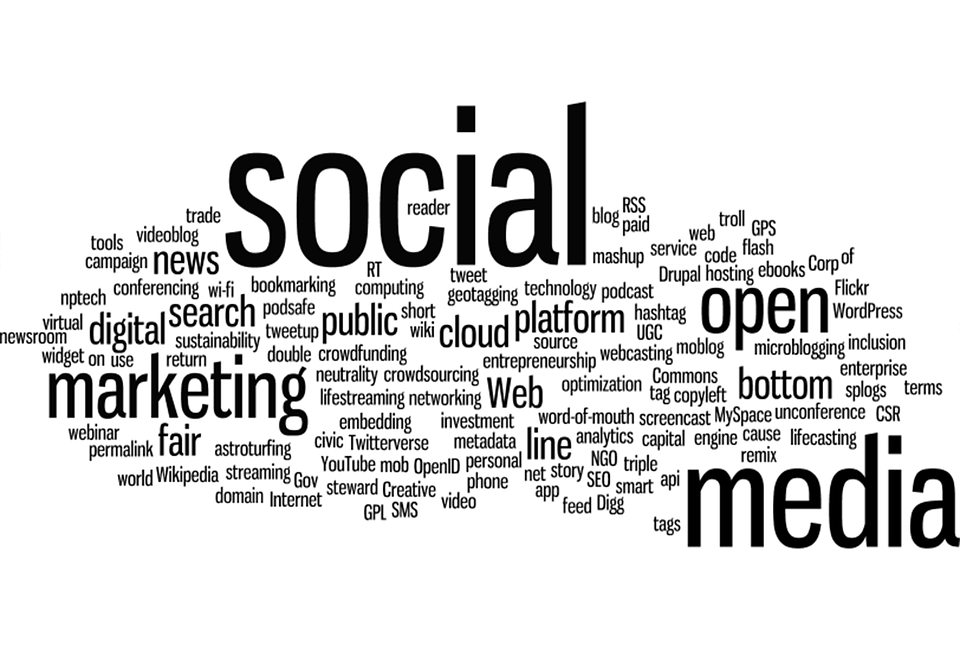 social
reader
blog RSS
paid
trade
troll
web GPS
tools videoblog
mashup service code flash
campaign news
RT tweet
Drupal hosting ebooks Corp of
conferencing wi-fi bookmarking computing
geotagging technology podcast
open Flickr
nptech
search podsafe public short
cloud platform hashtag
WordPress
newsroom virtual digital
sustainability tweetup wiki
source UGC
widget on use return double crowdfunding
entrepreneurship webcasting moblog microblogging inclusion
marketing neutrality crowdsourcing
Web optimization Commons bottom enterprise
lifestreaming networking
tag copyleft splogs terms
embedding investment word-of-mouth screencast MySpace unconference CSR
webinar permalink fair astroturfing civic Twitterverse metadata line analytics capital engine cause lifecasting
remix
world Wikipedia streaming Gov YouTube mob OpenID personal phone net story NGO triple
SEO smart api
media
domain Internet steward Creative video app
feed Digg
GPL SMS
tags